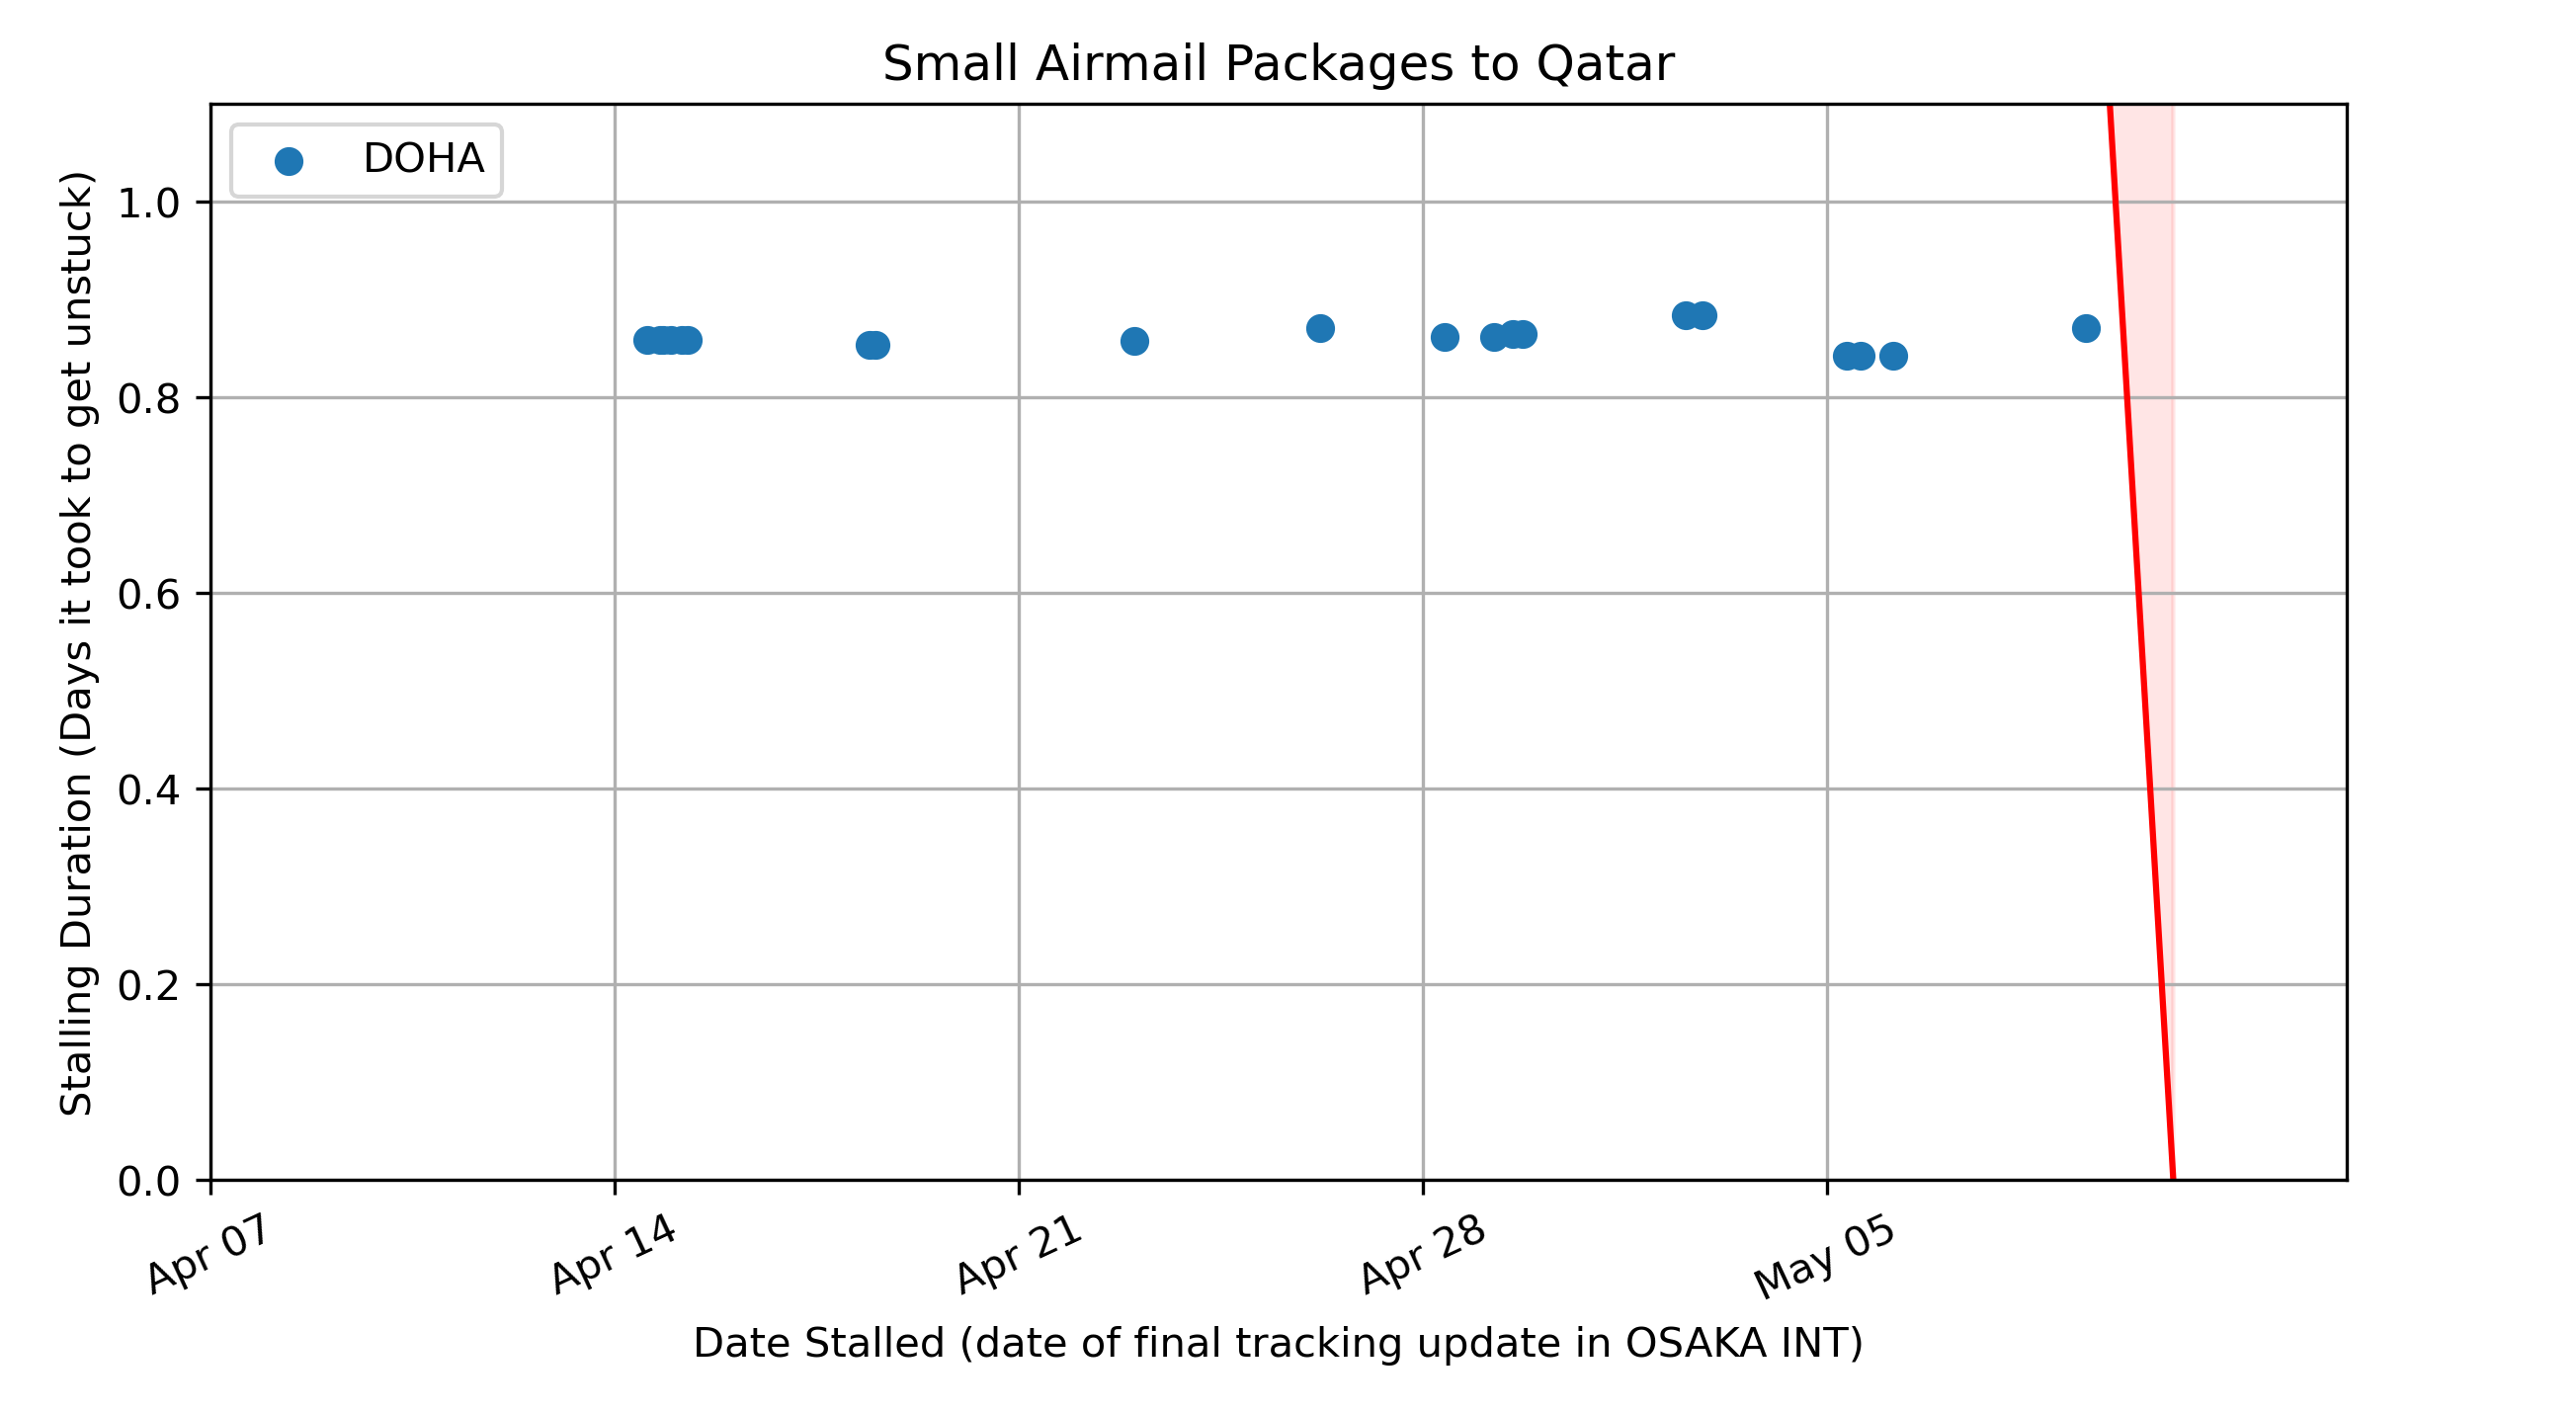 Small Airmail Packages to Qatar
DOHA
Stalling Duration (Days it took to get unstuck)
1.0
0.8
0.6
0.4
0.2
0.0
Apr 07
Apr 14
Apr 21
Apr 28
May 05
Date Stalled (date of final tracking update in OSAKA INT)